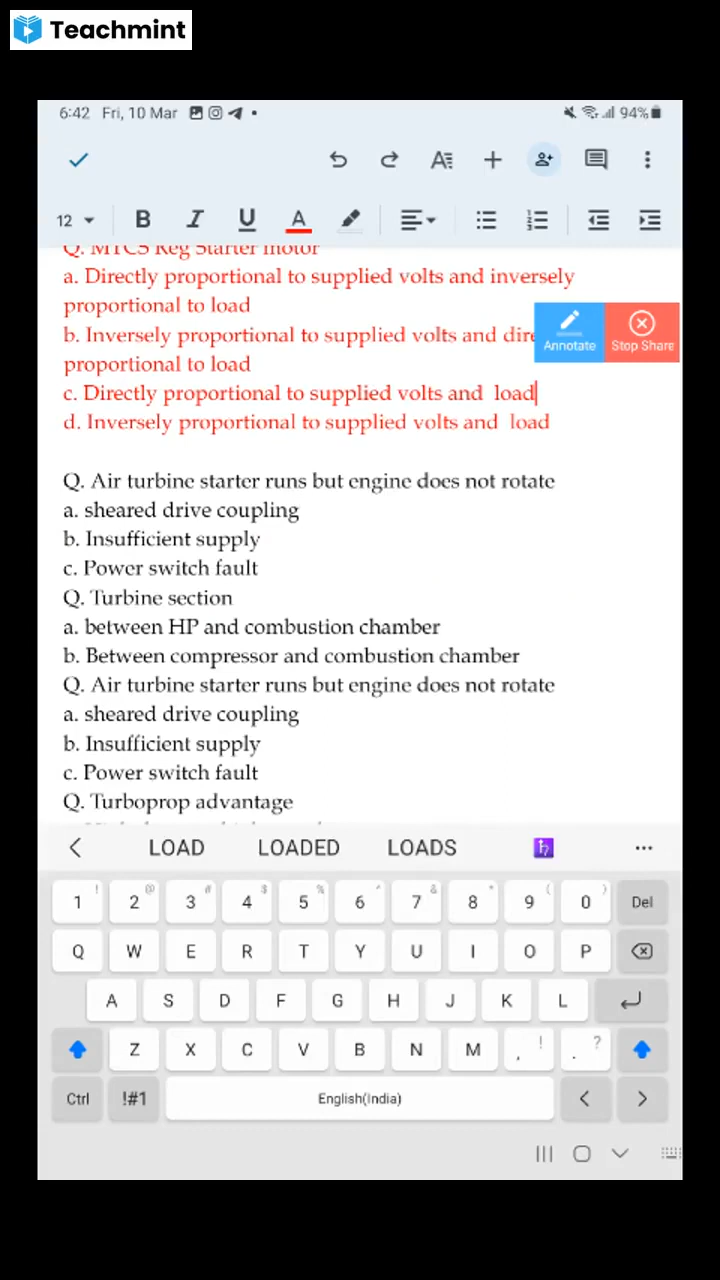 Teachmint
6:42 Fri, 10 Mar
94%
12 B I U A
Q. MTCS Reg Starter motor
a. Directly proportional to supplied volts and inversely
proportional to load
b. Inversely proportional to supplied volts and dire
proportional to load
Annotate
Stop Share
c. Directly proportional to supplied volts and load
d. Inversely proportional to supplied volts and load
Q. Air turbine starter runs but engine does not rotate
a. sheared drive coupling
b. Insufficient supply
c. Power switch fault
Q. Turbine section
a. between HP and combustion chamber
b. Between compressor and combustion chamber
Q. Air turbine starter runs but engine does not rotate
a. sheared drive coupling
b. Insufficient supply
c. Power switch fault
Q. Turboprop advantage
LOAD LOADED LOADS
1 ! 2 @ 3 # 4 $ 5 % 6 ^ 7 & 8 * 9 ( 0 ) Del
Q W E R T Y U I O P
A S D F G H J K L
Z X C V B N M , ! . ?
Ctrl !#1 English(India) < >